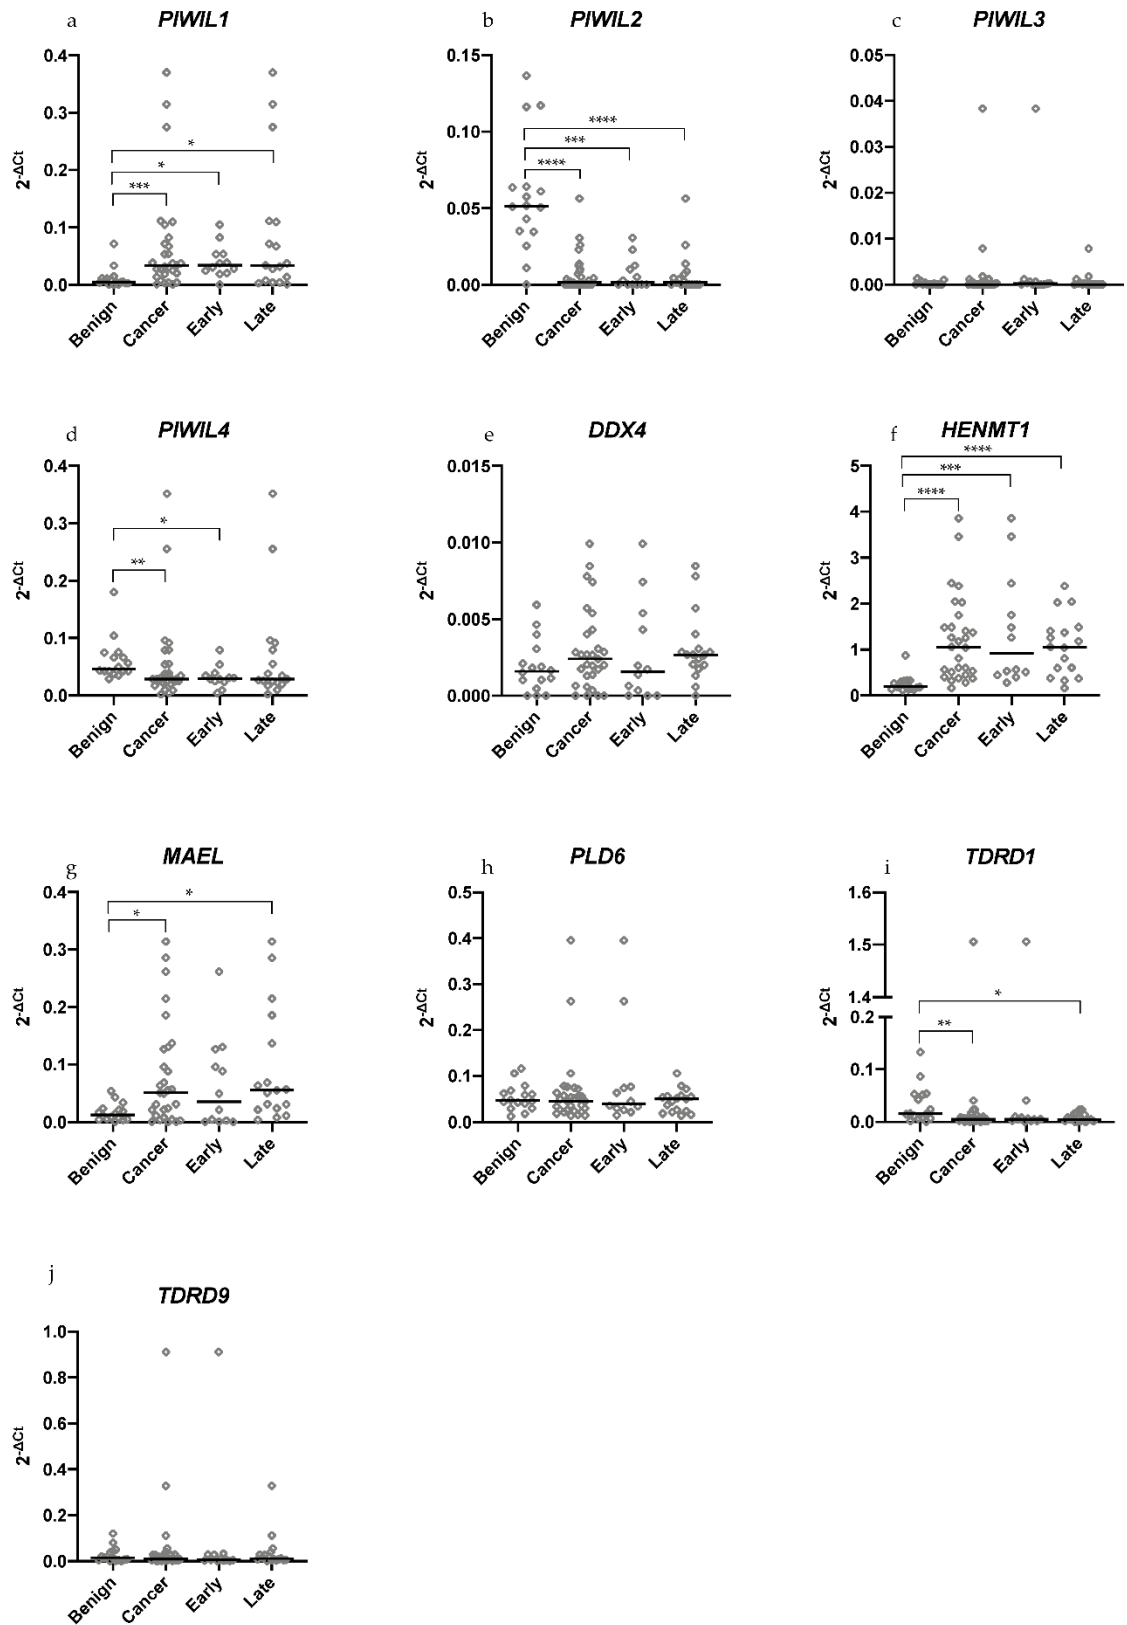 a PIWIL1
0.4
0.3
0.2
0.1
0.0
2-ΔCt
*
*
***
Benign Cancer Early Late
b PIWIL2
0.15
0.10
0.05
0.00
2-ΔCt
****
***
****
Benign Cancer Early Late
c PIWIL3
0.05
0.04
0.03
0.02
0.01
0.00
2-ΔCt
Benign Cancer Early Late
d PIWIL4
0.4
0.3
0.2
0.1
0.0
2-ΔCt
*
**
Benign Cancer Early Late
e DDX4
0.015
0.010
0.005
0.000
2-ΔCt
Benign Cancer Early Late
f HENMT1
5
4
3
2
1
0
2-ΔCt
****
***
****
Benign Cancer Early Late
g MAEL
0.4
0.3
0.2
0.1
0.0
2-ΔCt
*
*
Benign Cancer Early Late
h PLD6
0.5
0.4
0.3
0.2
0.1
0.0
2-ΔCt
Benign Cancer Early Late
i TDRD1
1.6
1.5
1.4
0.2
0.1
0.0
2-ΔCt
*
**
Benign Cancer Early Late
j
TDRD9
1.0
0.8
0.6
0.4
0.2
0.0
2-ΔCt
Benign Cancer Early Late